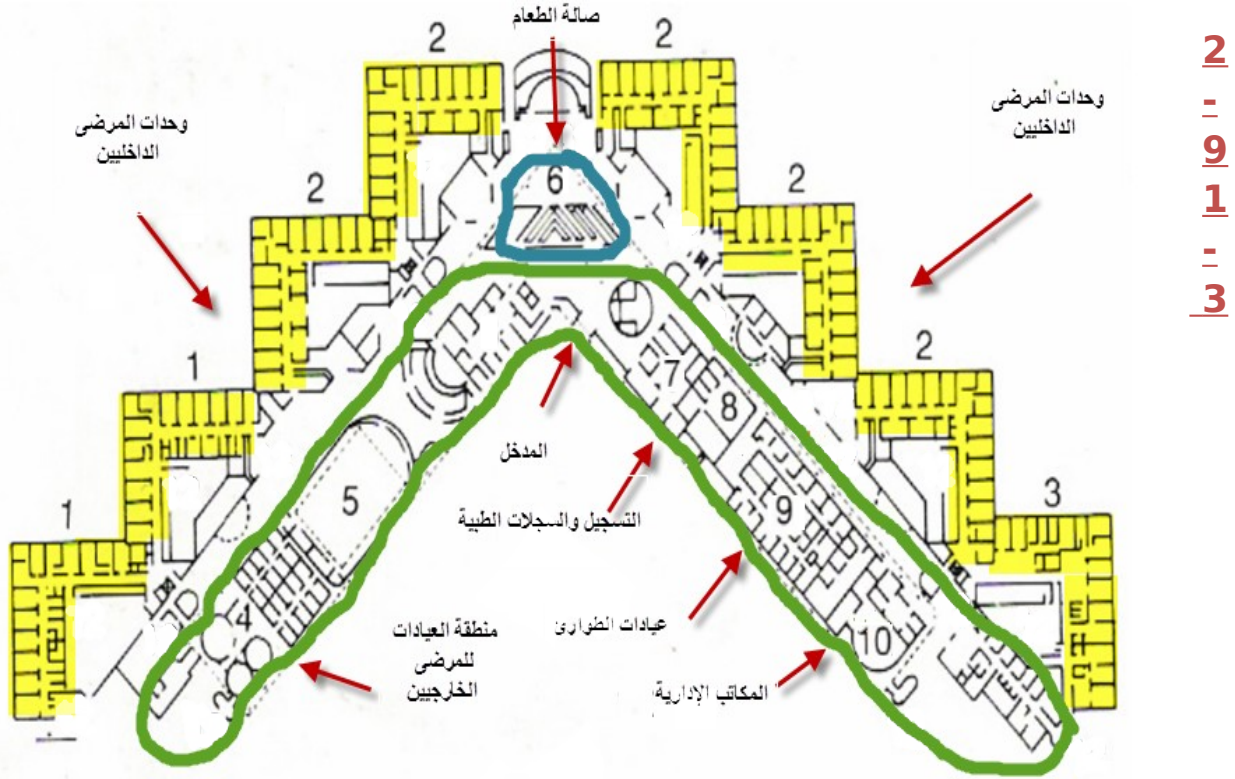 صالة الطعام
2
2
وحدات المرضى
الداخليين
وحدات المرضى
الداخليين
2
-
9
1
-
3
2
6
2
1
7
8
2
المدخل
5
التسجيل والسجلات الطبية
9
3
1
4
منطقة العيادات
للمرضى
الخارجيين
عيادات الطوارئ
10
المكاتب الإدارية